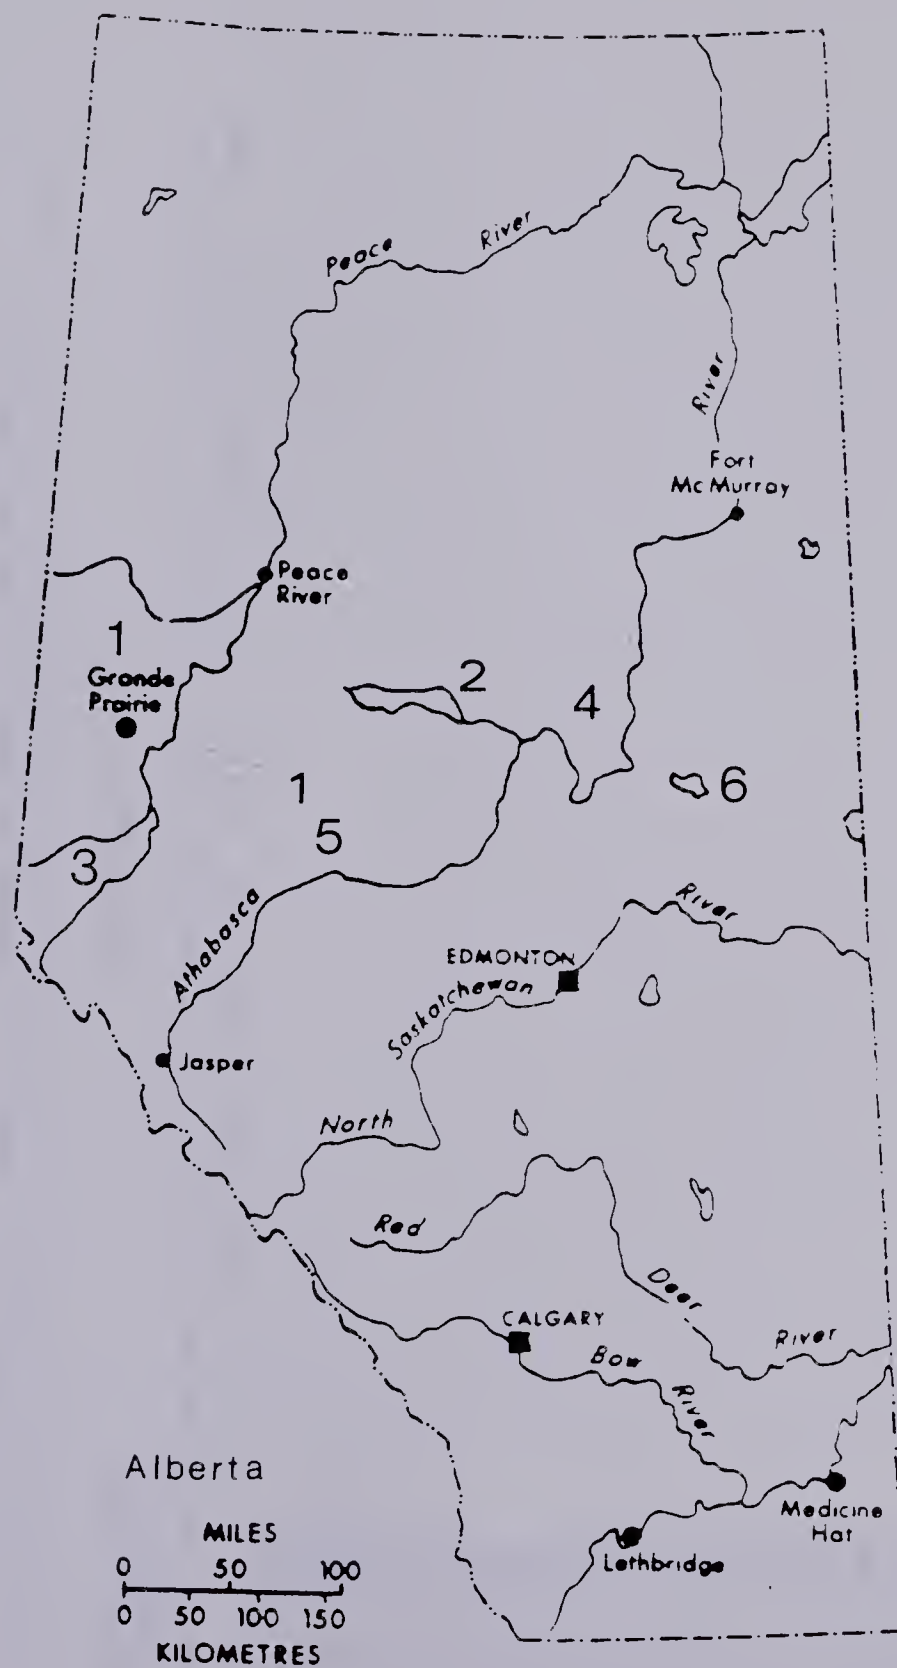 Peace River
River
Fort
McMurray
Peace
River
1
Grande
Prairie
2
4
1
6
5
3
Athabasca
River
EDMONTON
Saskatchewan
Jasper
North
Red
Deer
CALGARY
River
Bow
River
Alberta
Medicine
Hat
MILES
Lethbridge
0 50 100
0 50 100 150
KILOMETRES